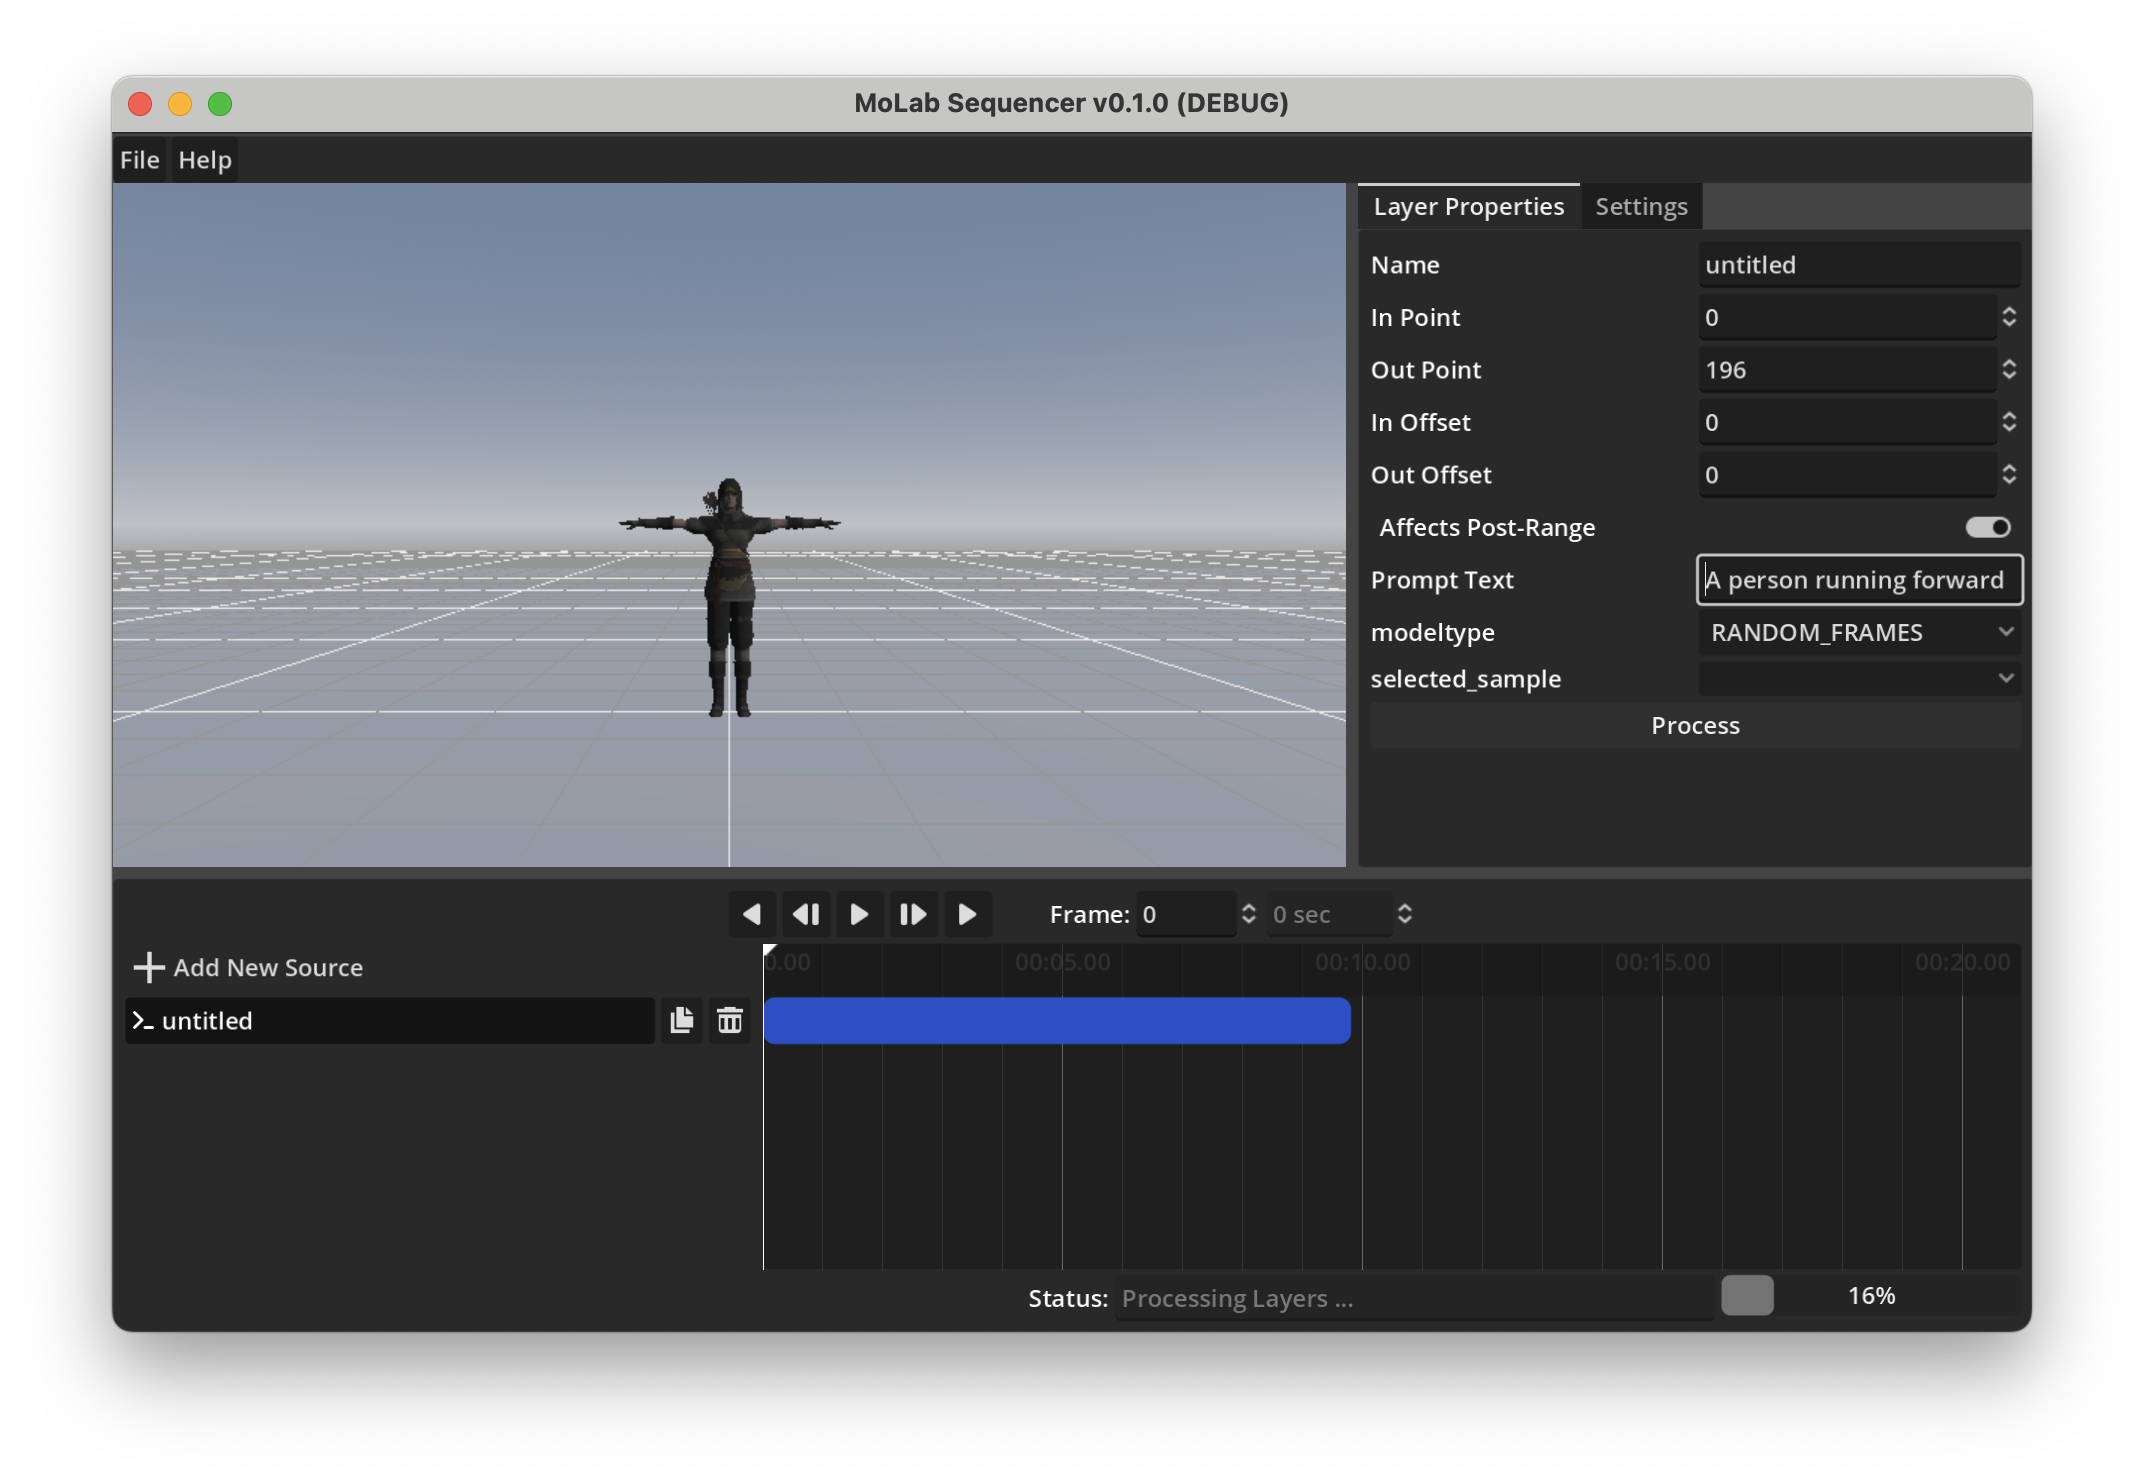 MoLab Sequencer v0.1.0 (DEBUG)
File Help
Layer Properties Settings
Name untitled
In Point 0
Out Point 196
In Offset 0
Out Offset 0
Affects Post-Range
Prompt Text A person running forward
modeltype RANDOM_FRAMES
selected_sample
Process
Frame: 0 0 sec
Add New Source 0.00 00:05.00 00:10.00 00:15.00 00:20.00
untitled
Status: Processing Layers ... 16%